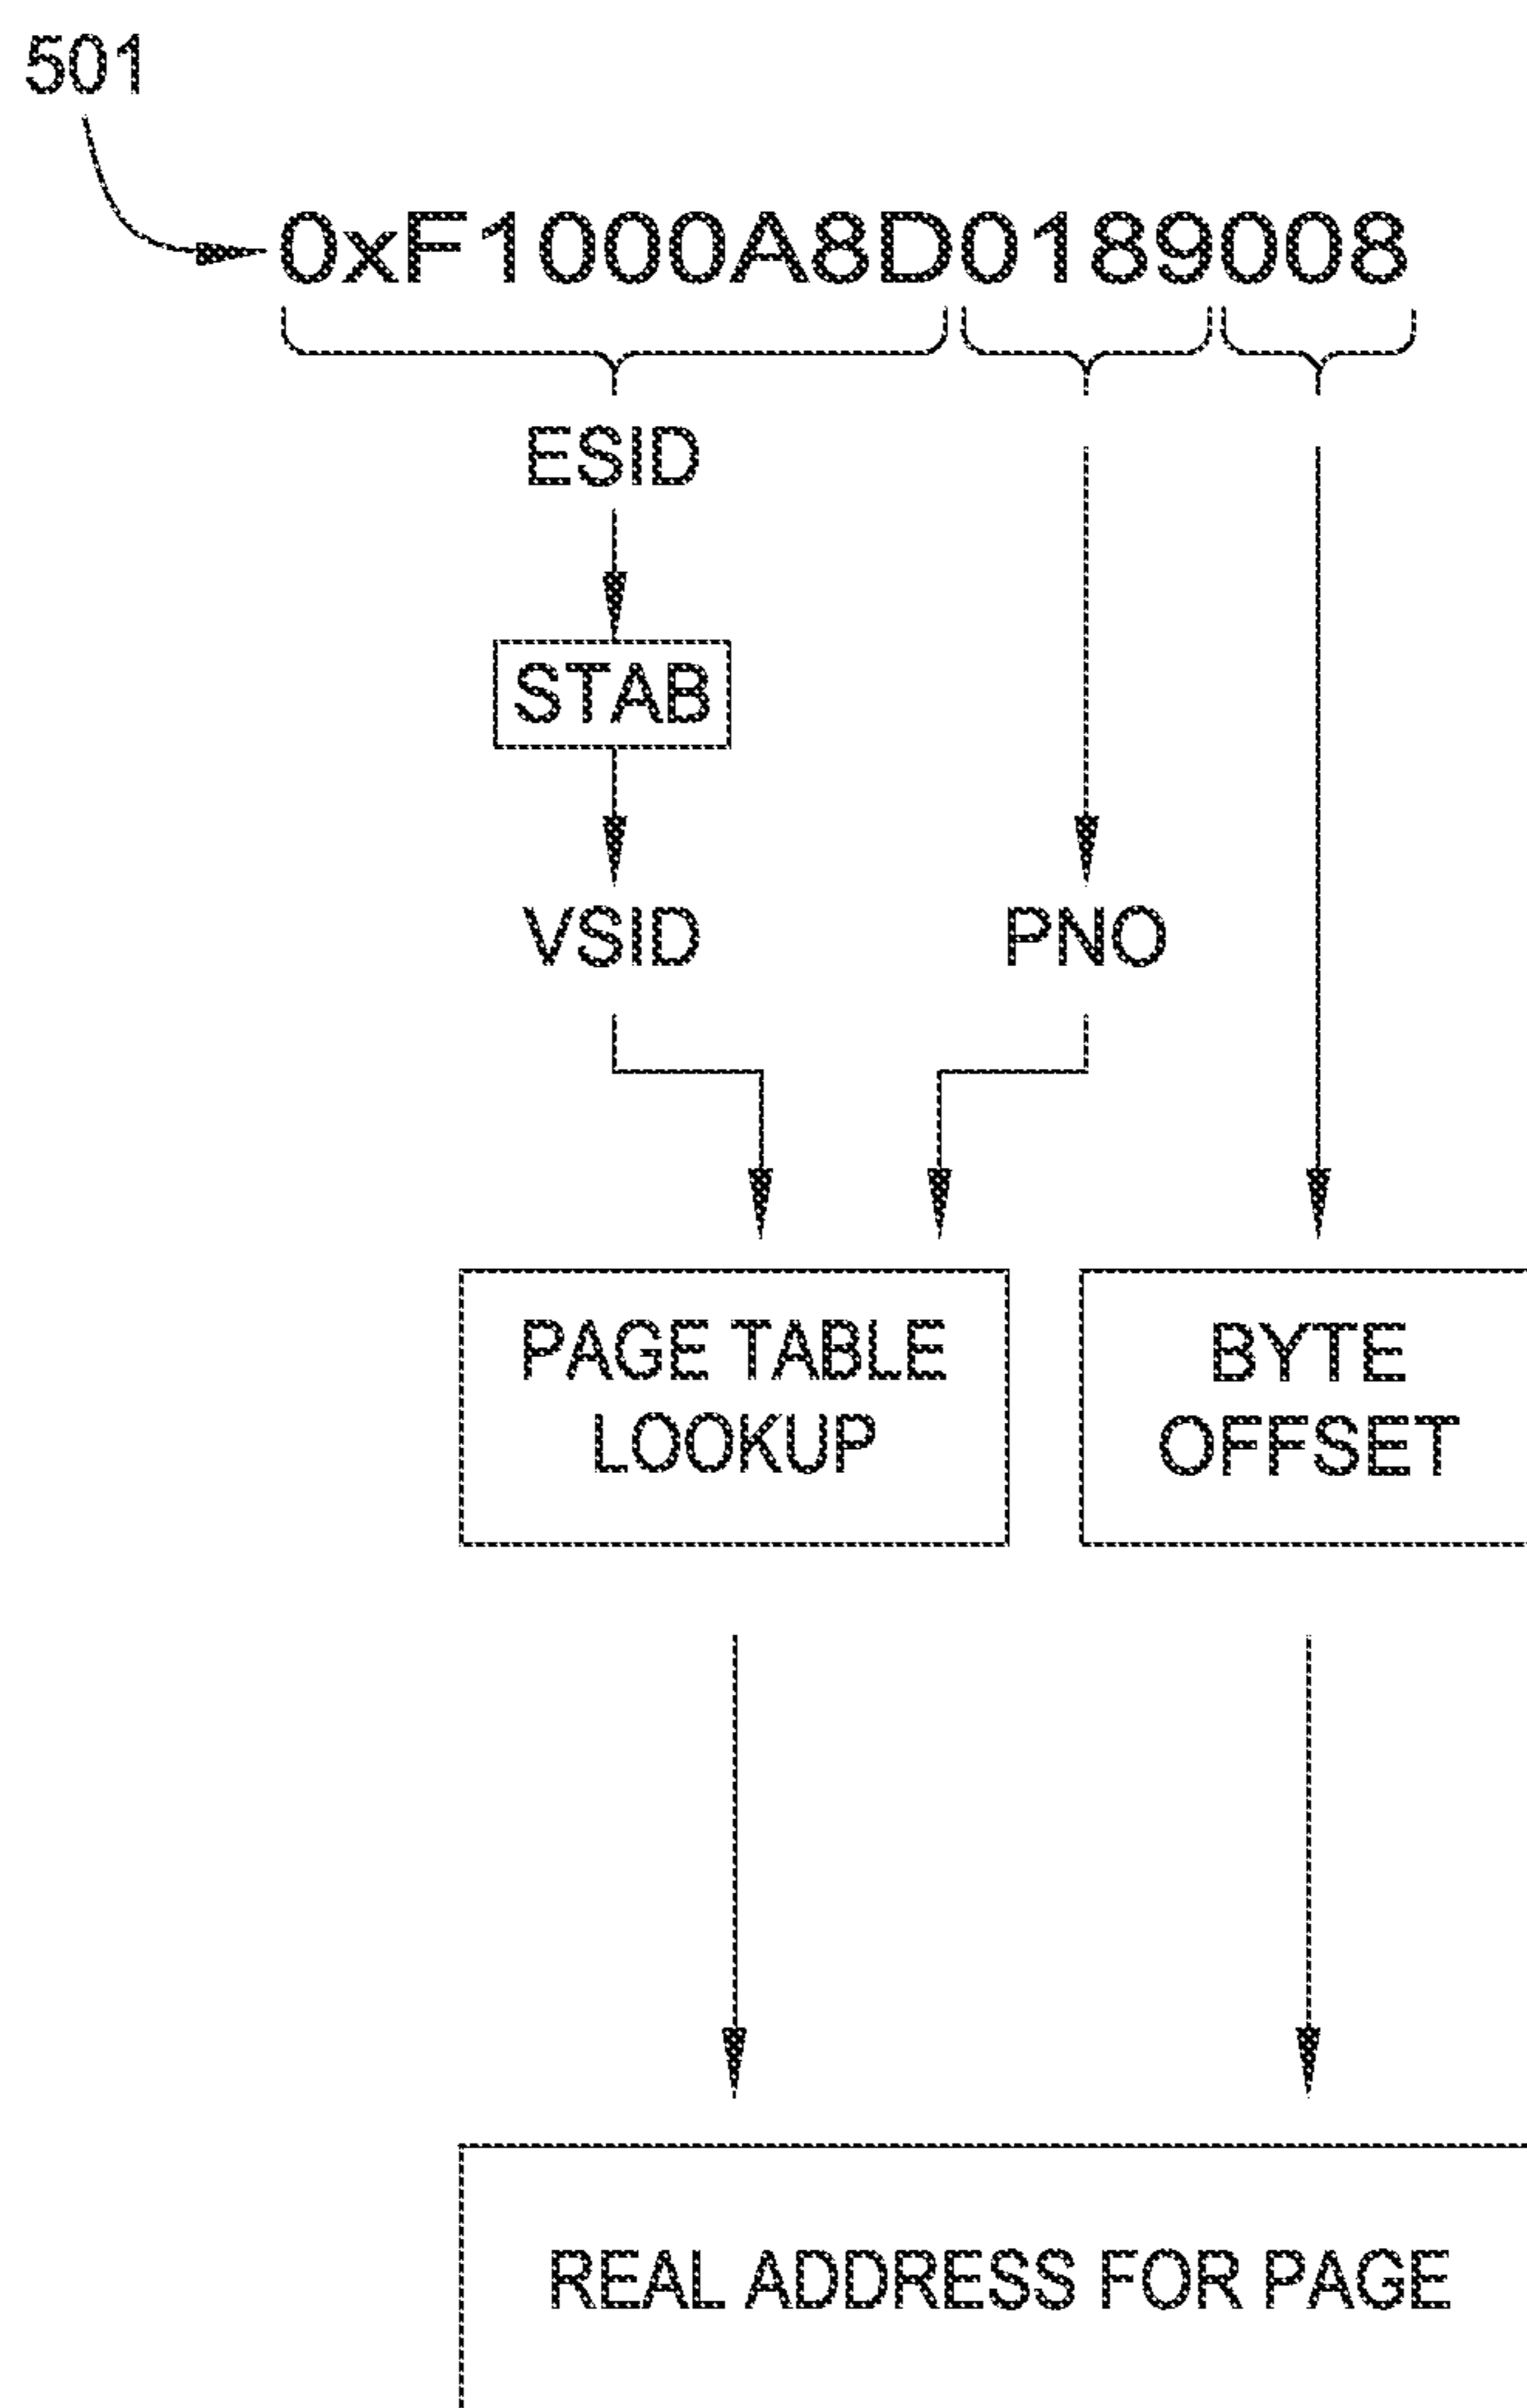 501
0xF1000A8D0189008
ESID
STAB
VSID
PNO
PAGE TABLE
LOOKUP
BYTE
OFFSET
REAL ADDRESS FOR PAGE